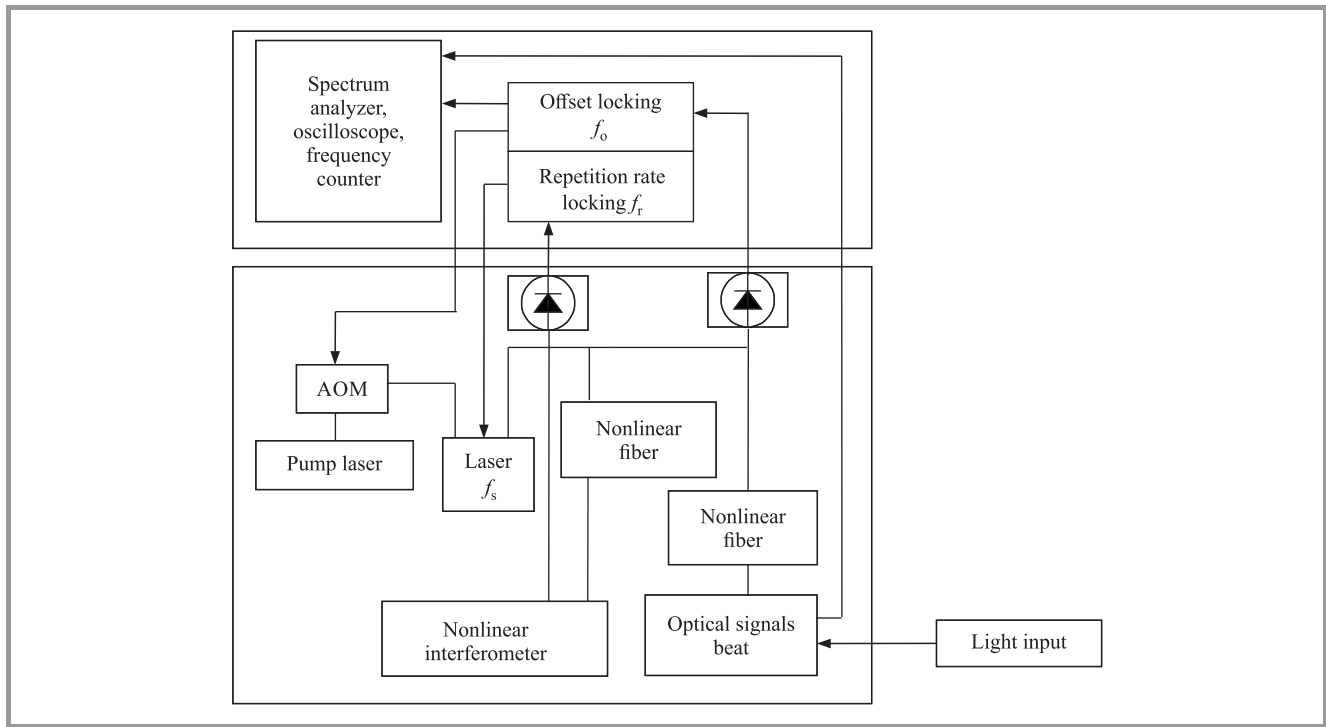 Spectrum
analyzer,
oscilloscope,
frequency
counter
Offset locking
fo
Repetition rate
locking fr
AOM
Pump laser
Laser
fs
Nonlinear
fiber
Nonlinear
fiber
Nonlinear
interferometer
Optical signals
beat
Light input